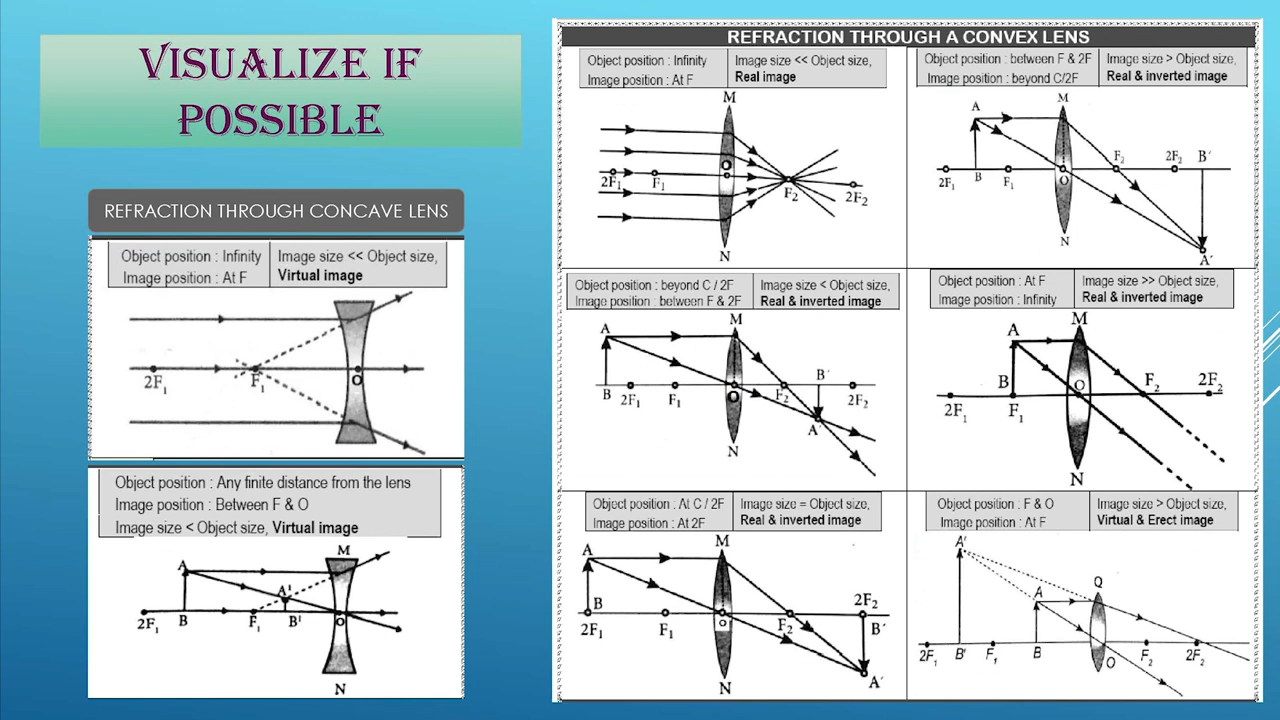 VISUALIZE IF
POSSIBLE
REFRACTION THROUGH CONCAVE LENS
Object position : Infinity
Image position : At F
Image size << Object size,
Virtual image
2F₁
F₁
O
Object position : Any finite distance from the lens
Image position : Between F & O
Image size < Object size, Virtual image
M
A
A'
2F₁
B
F₁
B'
O
N
REFRACTION THROUGH A CONVEX LENS
Object position : Infinity
Image position : At F
Image size << Object size,
Real image
M
O
2F₁
F₁
F₂
2F₂
N
Object position : between F & 2F
Image position : beyond C/2F
Image size > Object size,
Real & inverted image
M
A
F₂
2F₂
B'
2F₁
B
F₁
O
N
A'
Object position : beyond C / 2F
Image position : between F & 2F
Image size < Object size,
Real & inverted image
A
M
B'
B
2F₁
F₁
O
F₂
2F₂
A'
N
Object position : At F
Image position : Infinity
Image size >> Object size,
Real & inverted image
M
A
B
O
F₂
2F₂
2F₁
F₁
N
Object position : At C / 2F
Image position : At 2F
Image size = Object size,
Real & inverted image
A
M
B
2F₂
2F₁
F₁
o
F₂
B'
N
A'
Object position : F & O
Image position : At F
Image size > Object size,
Virtual & Erect image
A'
Q
A
2F₁
B'
F₁
B
O
F₂
2F₂